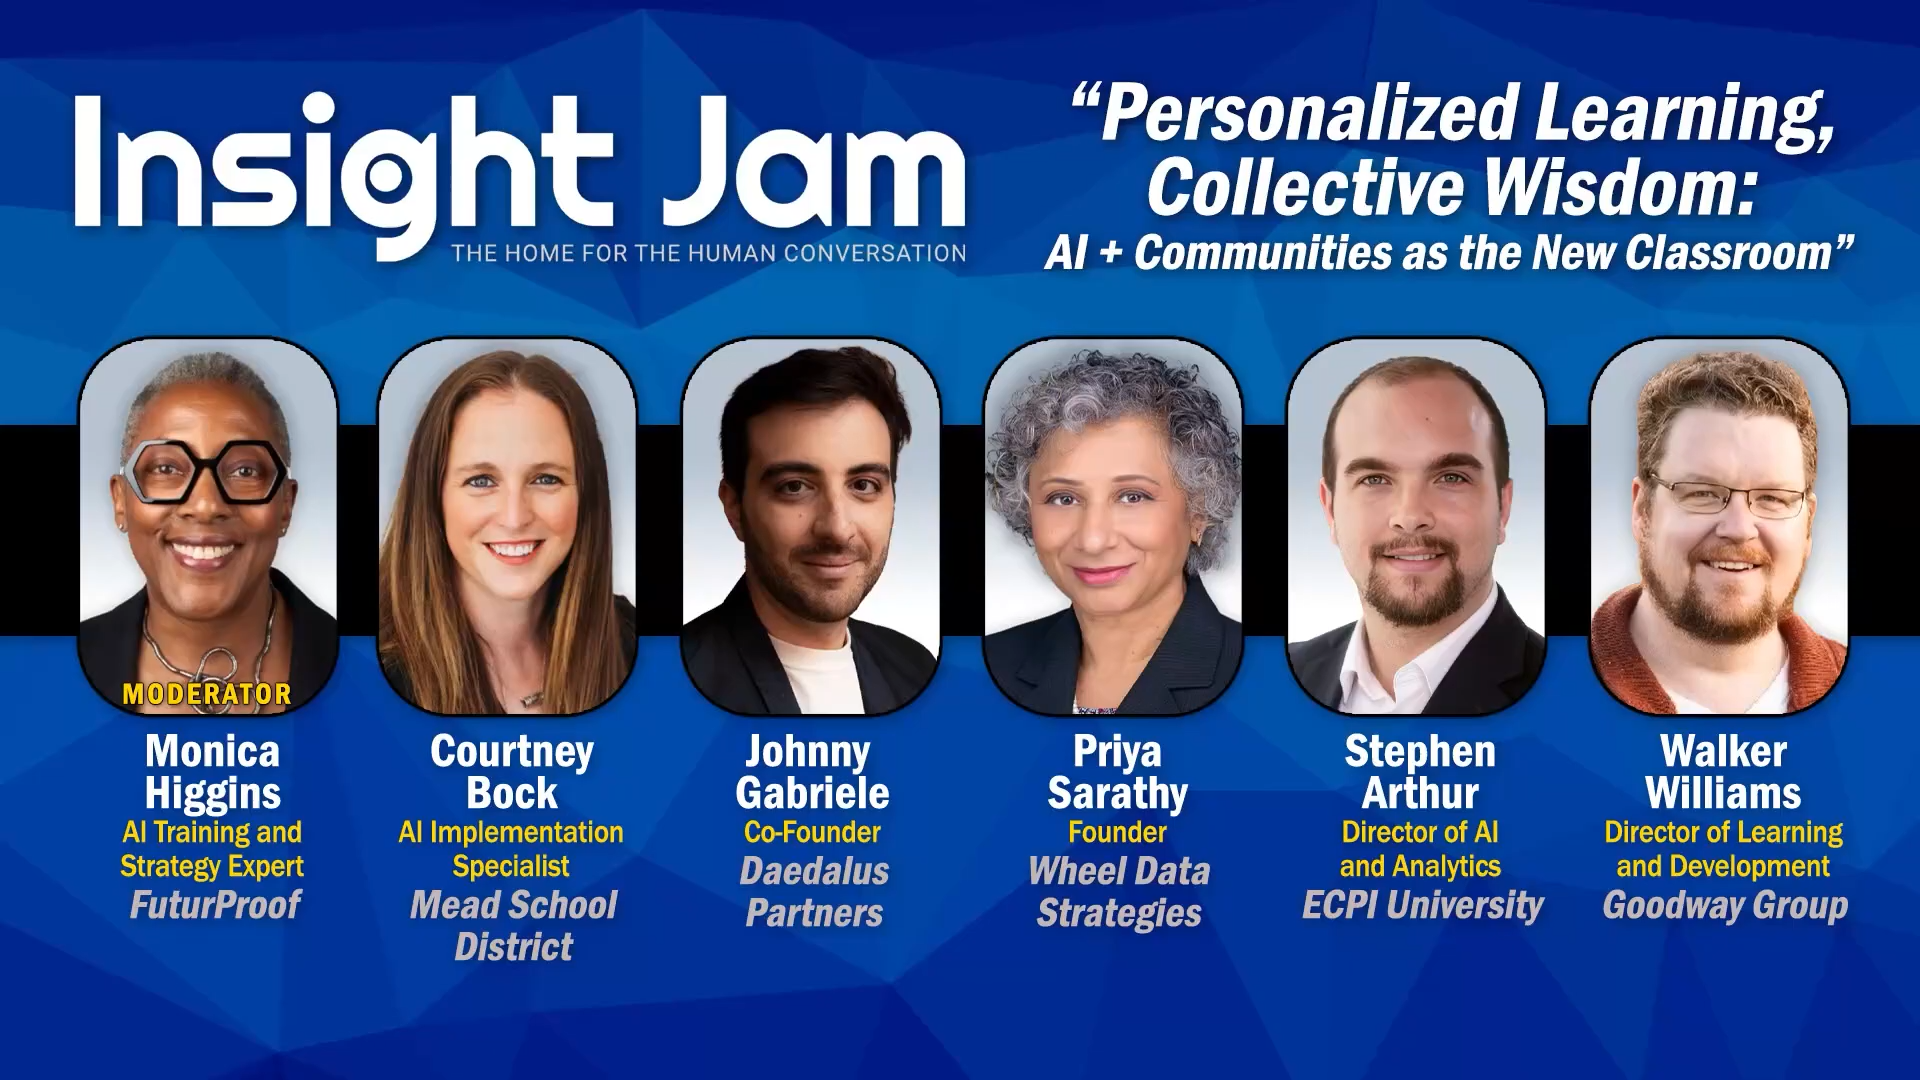 Insight Jam
THE HOME FOR THE HUMAN CONVERSATION
“Personalized Learning,
Collective Wisdom:
AI + Communities as the New Classroom”
MODERATOR
Monica
Higgins
AI Training and
Strategy Expert
FuturProof
Courtney
Bock
AI Implementation
Specialist
Mead School
District
Johnny
Gabriele
Co-Founder
Daedalus
Partners
Priya
Sarathy
Founder
Wheel Data
Strategies
Stephen
Arthur
Director of AI
and Analytics
ECPI University
Walker
Williams
Director of Learning
and Development
Goodway Group